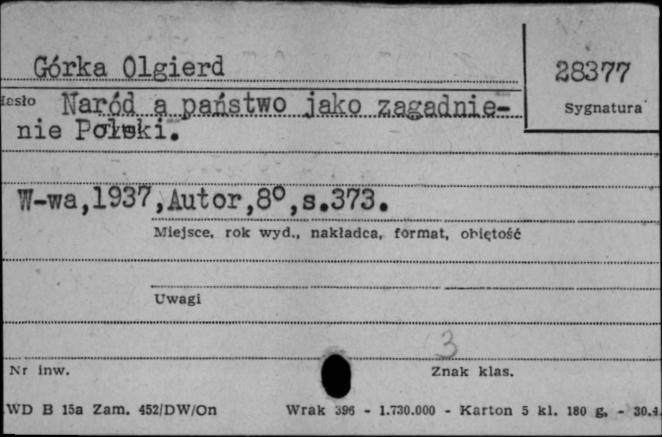 Górka Olgierd
28377
Hasło Naród a państwo jako zagadnie-
Sygnatura
nie Polski.
W-wa,1937,Autor,8°,s.373.
Miejsce, rok wyd., nakładca, format, objętość
Uwagi
3
Nr inw.
Znak klas.
WD B 15a Zam. 452/DW/On Wrak 396 - 1.730.000 - Karton 5 kl. 180 g. - 30.4.